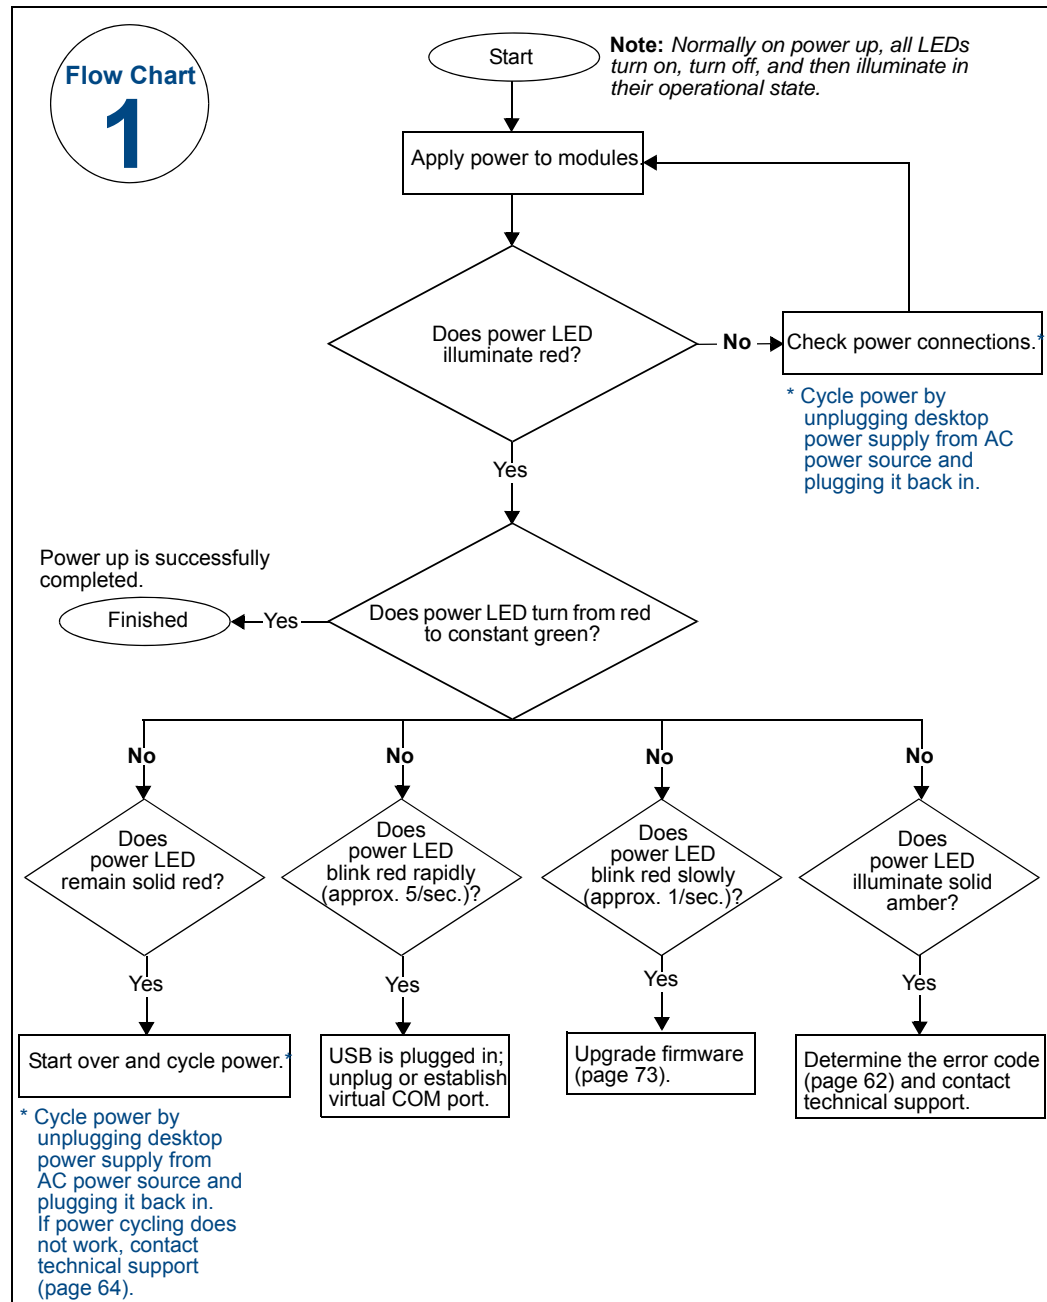 Flow Chart
1
Start
Note: Normally on power up, all LEDs
turn on, turn off, and then illuminate in
their operational state.
Apply power to modules.
Does power LED
illuminate red?
No
Check power connections.*
* Cycle power by
unplugging desktop
power supply from AC
power source and
plugging it back in.
Yes
Power up is successfully
completed.
Finished
Yes
Does power LED turn from red
to constant green?
No
No
No
No
Does
power LED
remain solid red?
Does
power LED
blink red rapidly
(approx. 5/sec.)?
Does
power LED
blink red slowly
(approx. 1/sec.)?
Does
power LED
illuminate solid
amber?
Yes
Yes
Yes
Yes
Start over and cycle power.*
USB is plugged in;
unplug or establish
virtual COM port.
Upgrade firmware
(page 73).
Determine the error code
(page 62) and contact
technical support.
* Cycle power by
unplugging desktop
power supply from
AC power source and
plugging it back in.
If power cycling does
not work, contact
technical support
(page 64).